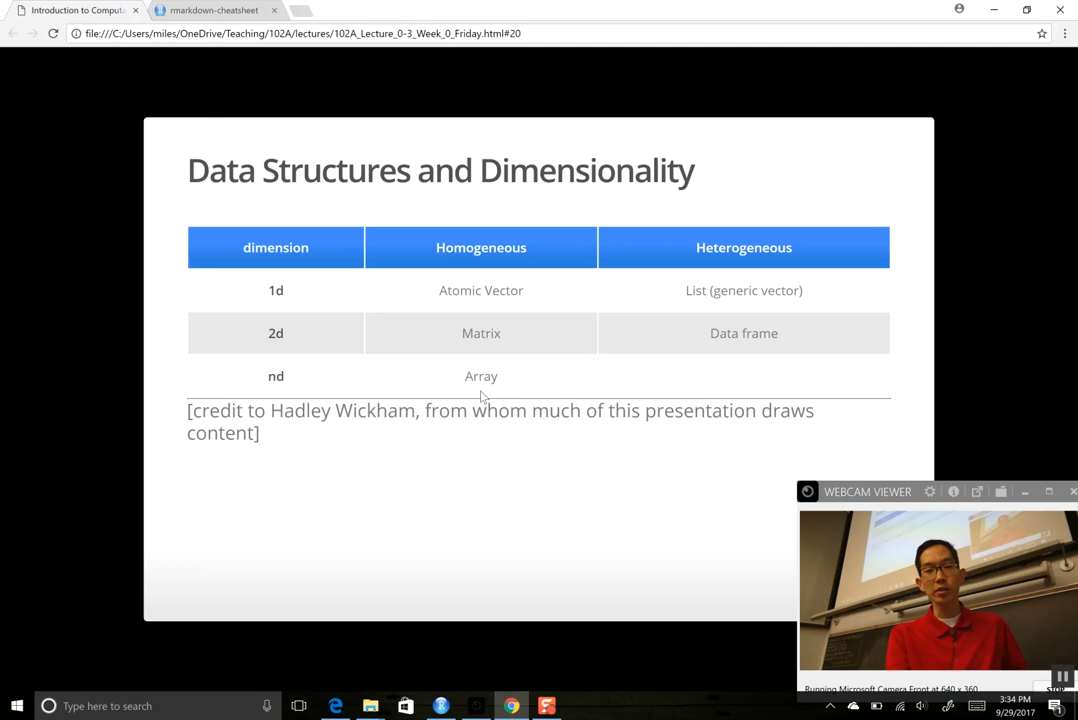 Introduction to Computa
rmarkdown-cheatsheet
file:///C:/Users/miles/OneDrive/Teaching/102A/lectures/102A_Lecture_0-3_Week_0_Friday.html#20
Data Structures and Dimensionality
dimension Homogeneous Heterogeneous
1d Atomic Vector List (generic vector)
2d Matrix Data frame
nd Array
[credit to Hadley Wickham, from whom much of this presentation draws
content]
WEBCAM VIEWER
Running Microsoft Camera Front at 640 x 360
STOP
Type here to search
3:34 PM
9/29/2017